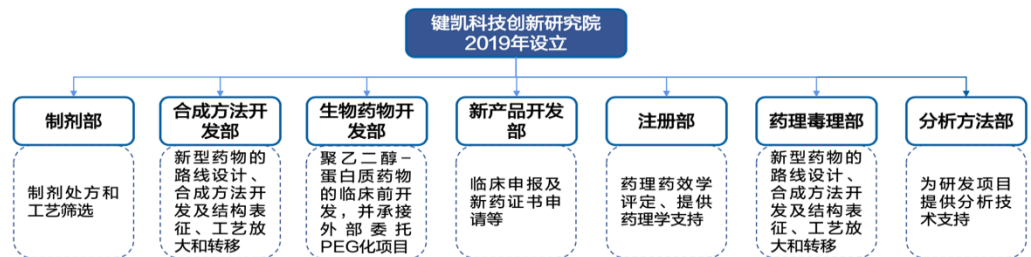 键凯科技创新研究院
2019年设立
制剂部
合成方法开
发部
生物药物开
发部
新产品开发
部
注册部
药理毒理部
分析方法部
制剂处方和
工艺筛选
新型药物的
路线设计、
合成方法开
发及结构表
征、工艺放
大和转移
聚乙二醇-
蛋白质药物
的临床前开
发，并承接
外部委托
PEG化项目
临床申报及
新药证书申
请等
药理药效学
评定、提供
药理学支持
新型药物的
路线设计、
合成方法开
发及结构表
征、工艺放
大和转移
为研发项目
提供分析技
术支持